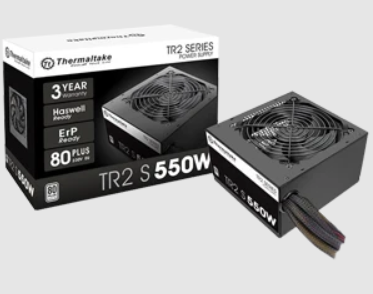 Thermaltake
TR2 SERIES
POWER SUPPLY
3 YEAR
Warranty
Haswell
Ready
ErP
Ready
80 PLUS
TR2 S 550W
TR2 S 550W